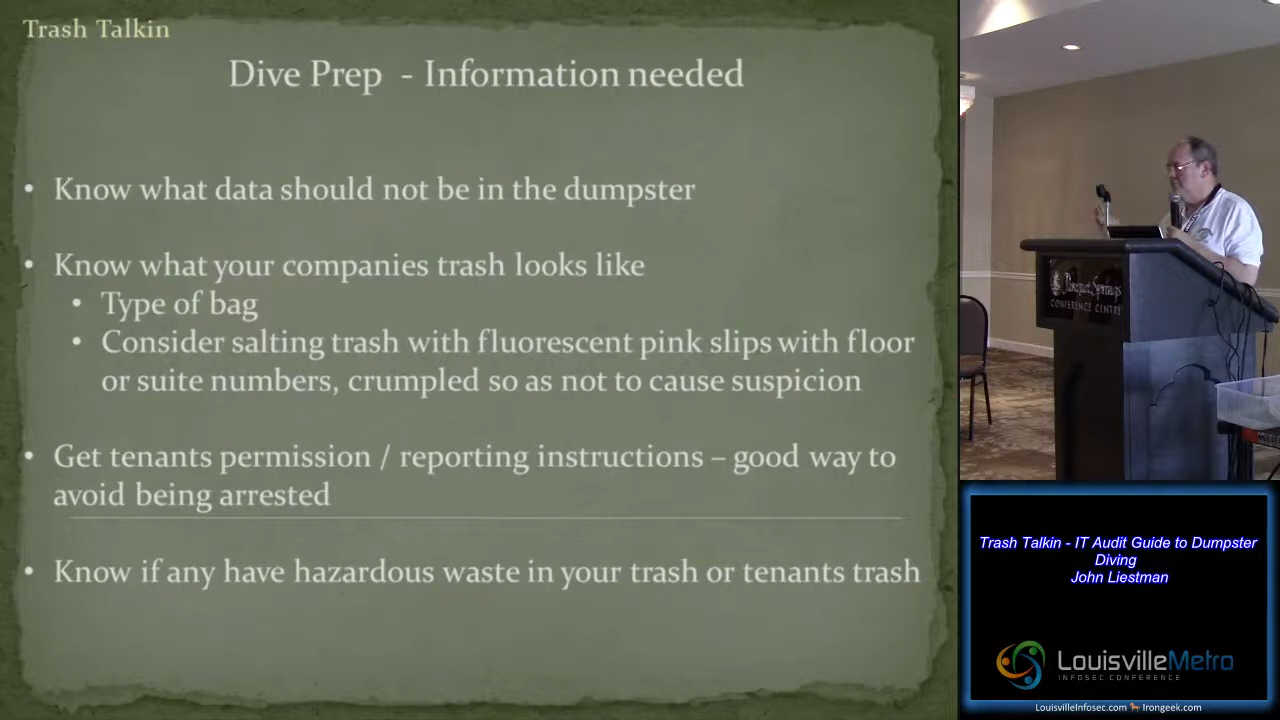 Trash Talkin
Dive Prep - Information needed
• Know what data should not be in the dumpster
• Know what your companies trash looks like
• Type of bag
• Consider salting trash with fluorescent pink slips with floor
or suite numbers, crumpled so as not to cause suspicion
• Get tenants permission / reporting instructions – good way to
avoid being arrested
• Know if any have hazardous waste in your trash or tenants trash
CONFERENCE CENTRE
Trash Talkin - IT Audit Guide to Dumpster
Diving
John Liestman
LouisvilleMetro
INFOSEC CONFERENCE
LouisvilleInfosec.com Irongeek.com